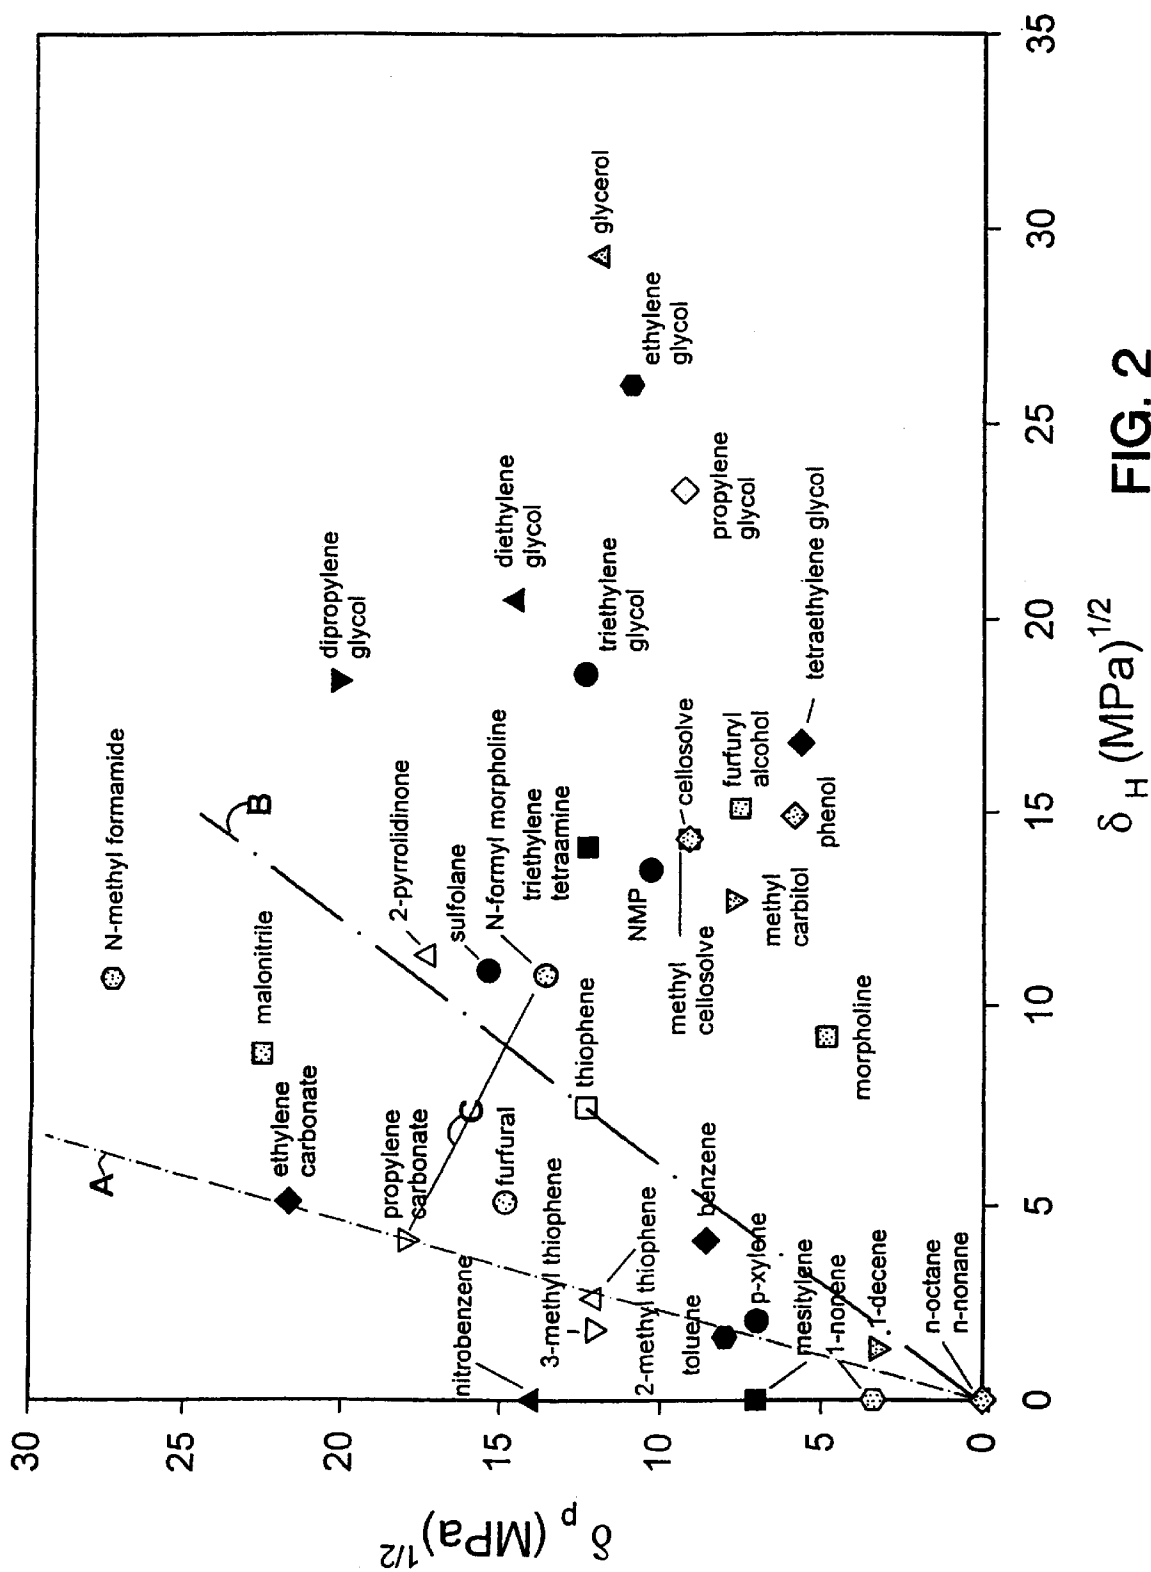 30
25
20
15
10
5
0
δ p (MPa)1/2
0
5
10
15
20
25
30
35
δ H (MPa)1/2
FIG. 2
A
B
C
N-methyl formamide
malonitrile
ethylene
carbonate
dipropylene
glycol
2-pyrrolidinone
propylene
carbonate
sulfolane
N-formyl morpholine
diethylene
glycol
furfural
nitrobenzene
triethylene
tetraamine
thiophene
triethylene
glycol
glycerol
3-methyl thiophene
2-methyl thiophene
ethylene
glycol
NMP
methyl
cellosolve
cellosolve
propylene
glycol
toluene
benzene
p-xylene
furfuryl
alcohol
methyl
carbitol
phenol
tetraethylene glycol
mesitylene
1-nonene
morpholine
1-decene
n-octane
n-nonane